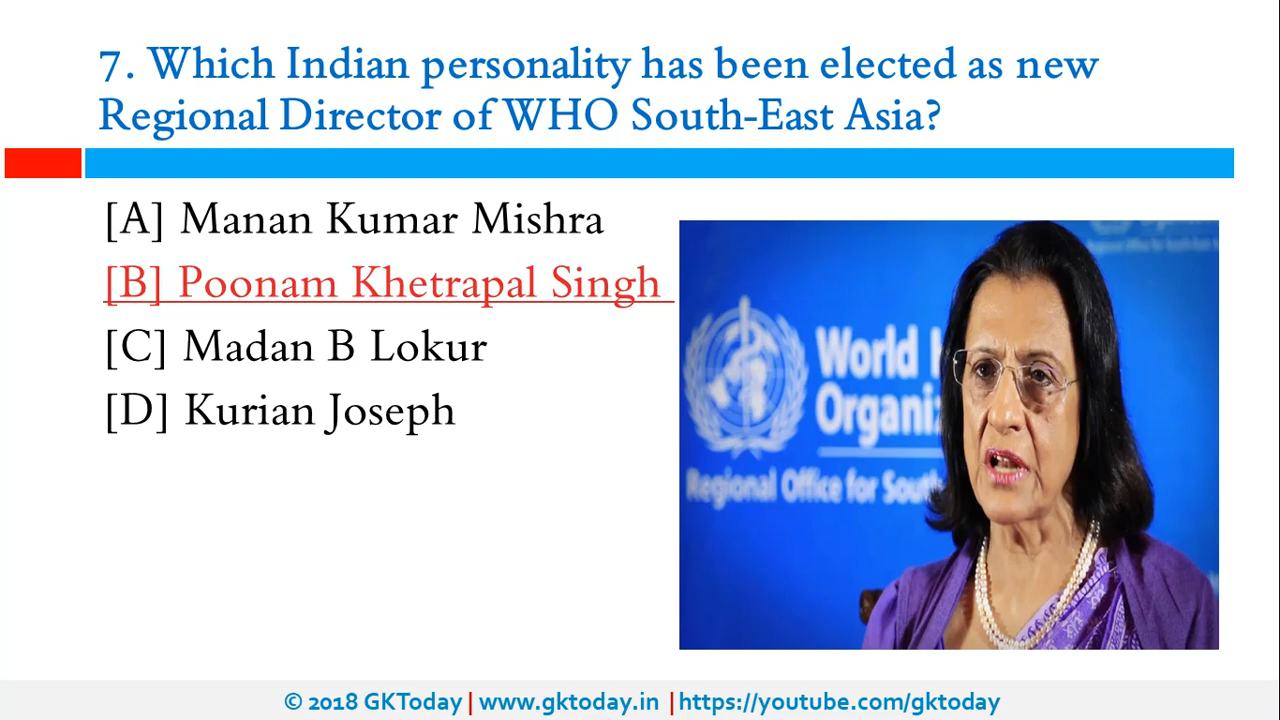 7. Which Indian personality has been elected as new
Regional Director of WHO South-East Asia?
[A] Manan Kumar Mishra
[B] Poonam Khetrapal Singh
[C] Madan B Lokur
[D] Kurian Joseph
World H
Organiz
Regional Office for South
© 2018 GKToday | www.gktoday.in | https://youtube.com/gktoday